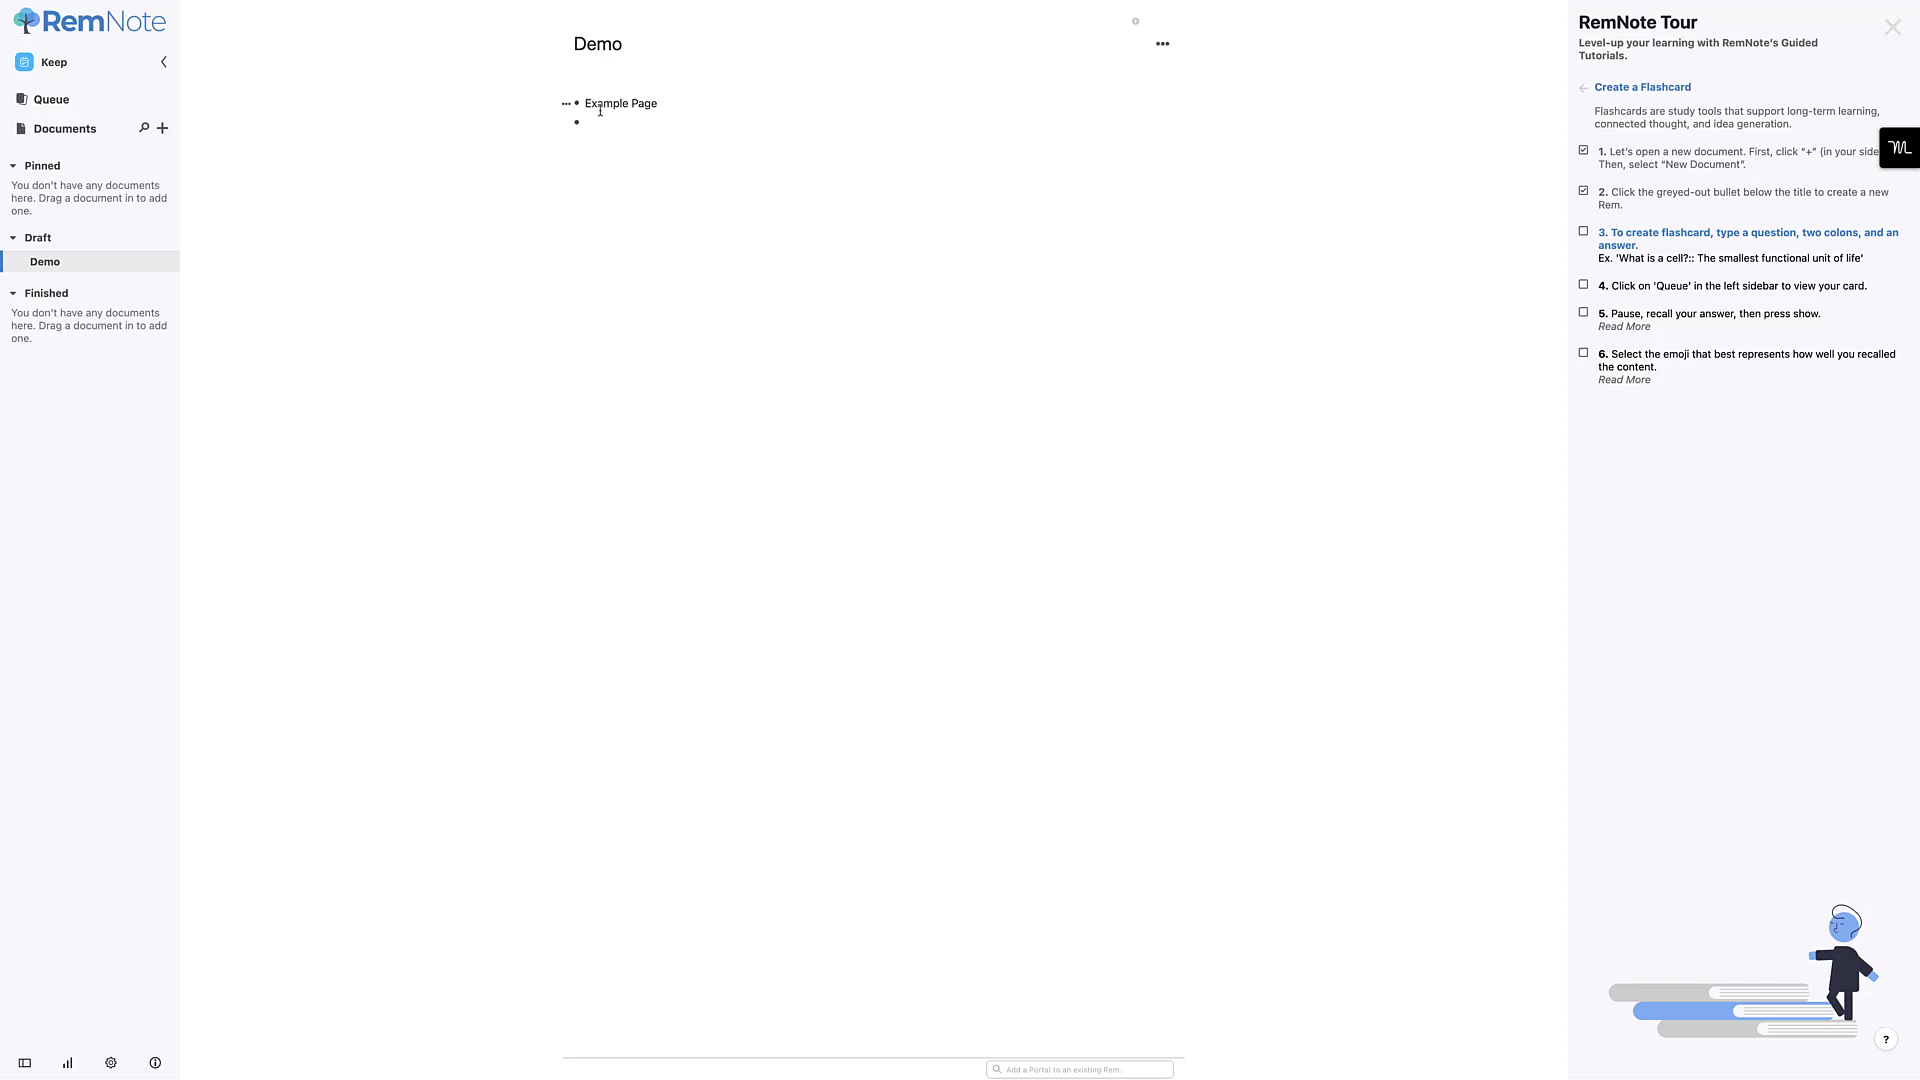 RemNote
Keep
Queue
Documents
Pinned
You don't have any documents
here. Drag a document in to add
one.
Draft
Demo
Finished
You don't have any documents
here. Drag a document in to add
one.
Demo
Example Page
Add a Portal to an existing Rem.
RemNote Tour
Level-up your learning with RemNote's Guided
Tutorials.
Create a Flashcard
Flashcards are study tools that support long-term learning,
connected thought, and idea generation.
1. Let's open a new document. First, click "+" (in your side
Then, select "New Document".
2. Click the greyed-out bullet below the title to create a new
Rem.
3. To create flashcard, type a question, two colons, and an
answer.
Ex. 'What is a cell?:: The smallest functional unit of life'
4. Click on 'Queue' in the left sidebar to view your card.
5. Pause, recall your answer, then press show.
Read More
6. Select the emoji that best represents how well you recalled
the content.
Read More
?